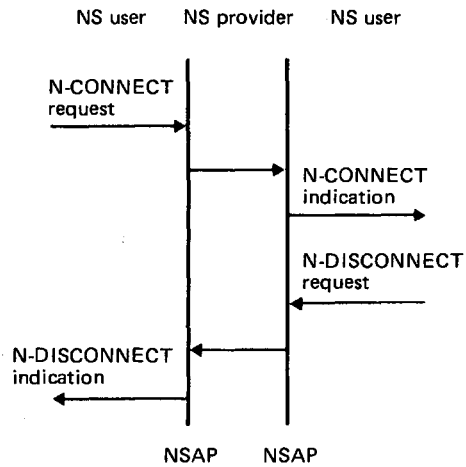 NS user NS provider NS user
N-CONNECT
request
N-CONNECT
indication
N-DISCONNECT
request
N-DISCONNECT
indication
NSAP NSAP